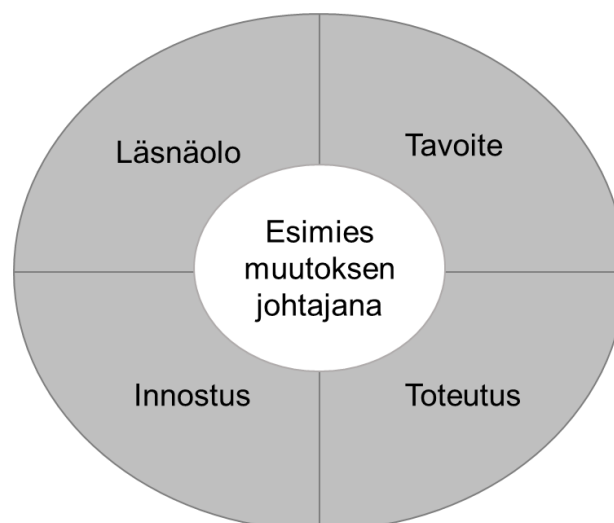 Läsnäolo
Tavoite
Esimies
muutoksen
johtajana
Innostus
Toteutus